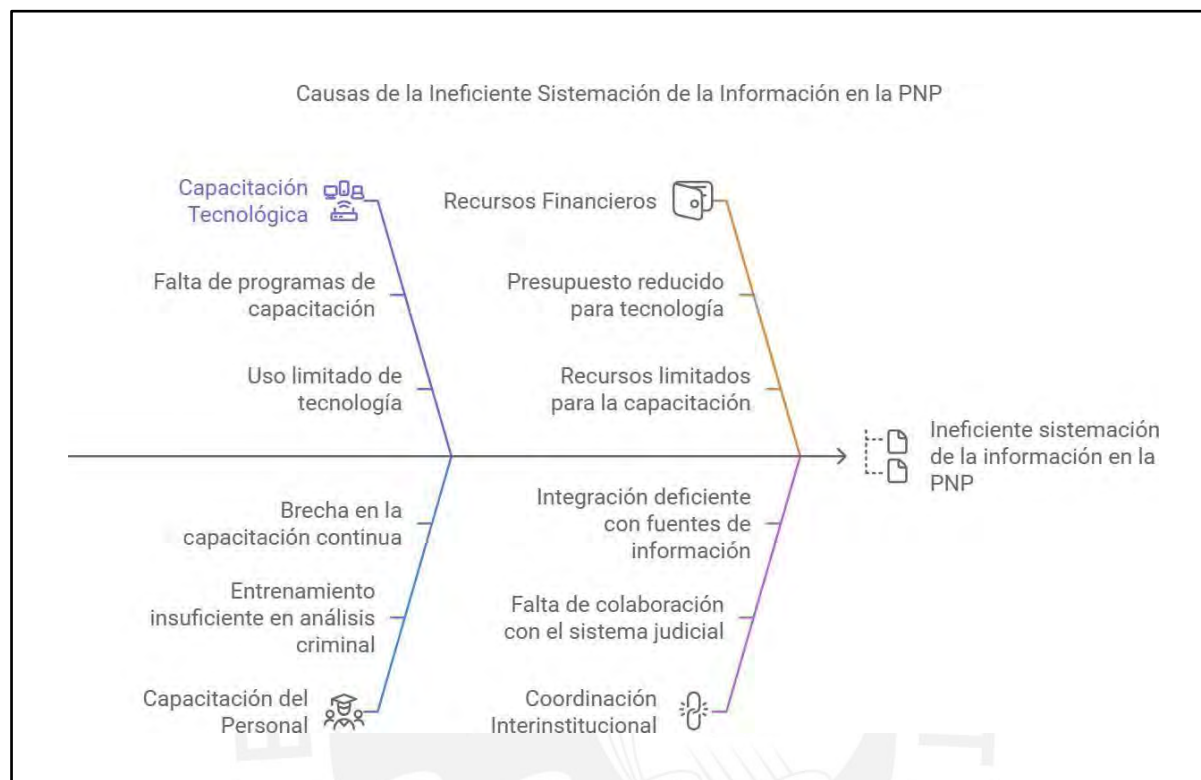 Causas de la Ineficiente Sistemación de la Información en la PNP
Capacitación
Tecnológica
Recursos Financieros
Falta de programas de
capacitación
Presupuesto reducido
para tecnología
Uso limitado de
tecnología
Recursos limitados
para la capacitación
Ineficiente sistemación
de la información en la
PNP
Brecha en la
capacitación continua
Integración deficiente
con fuentes de
información
Entrenamiento
insuficiente en análisis
criminal
Falta de colaboración
con el sistema judicial
Capacitación del
Personal
Coordinación
Interinstitucional